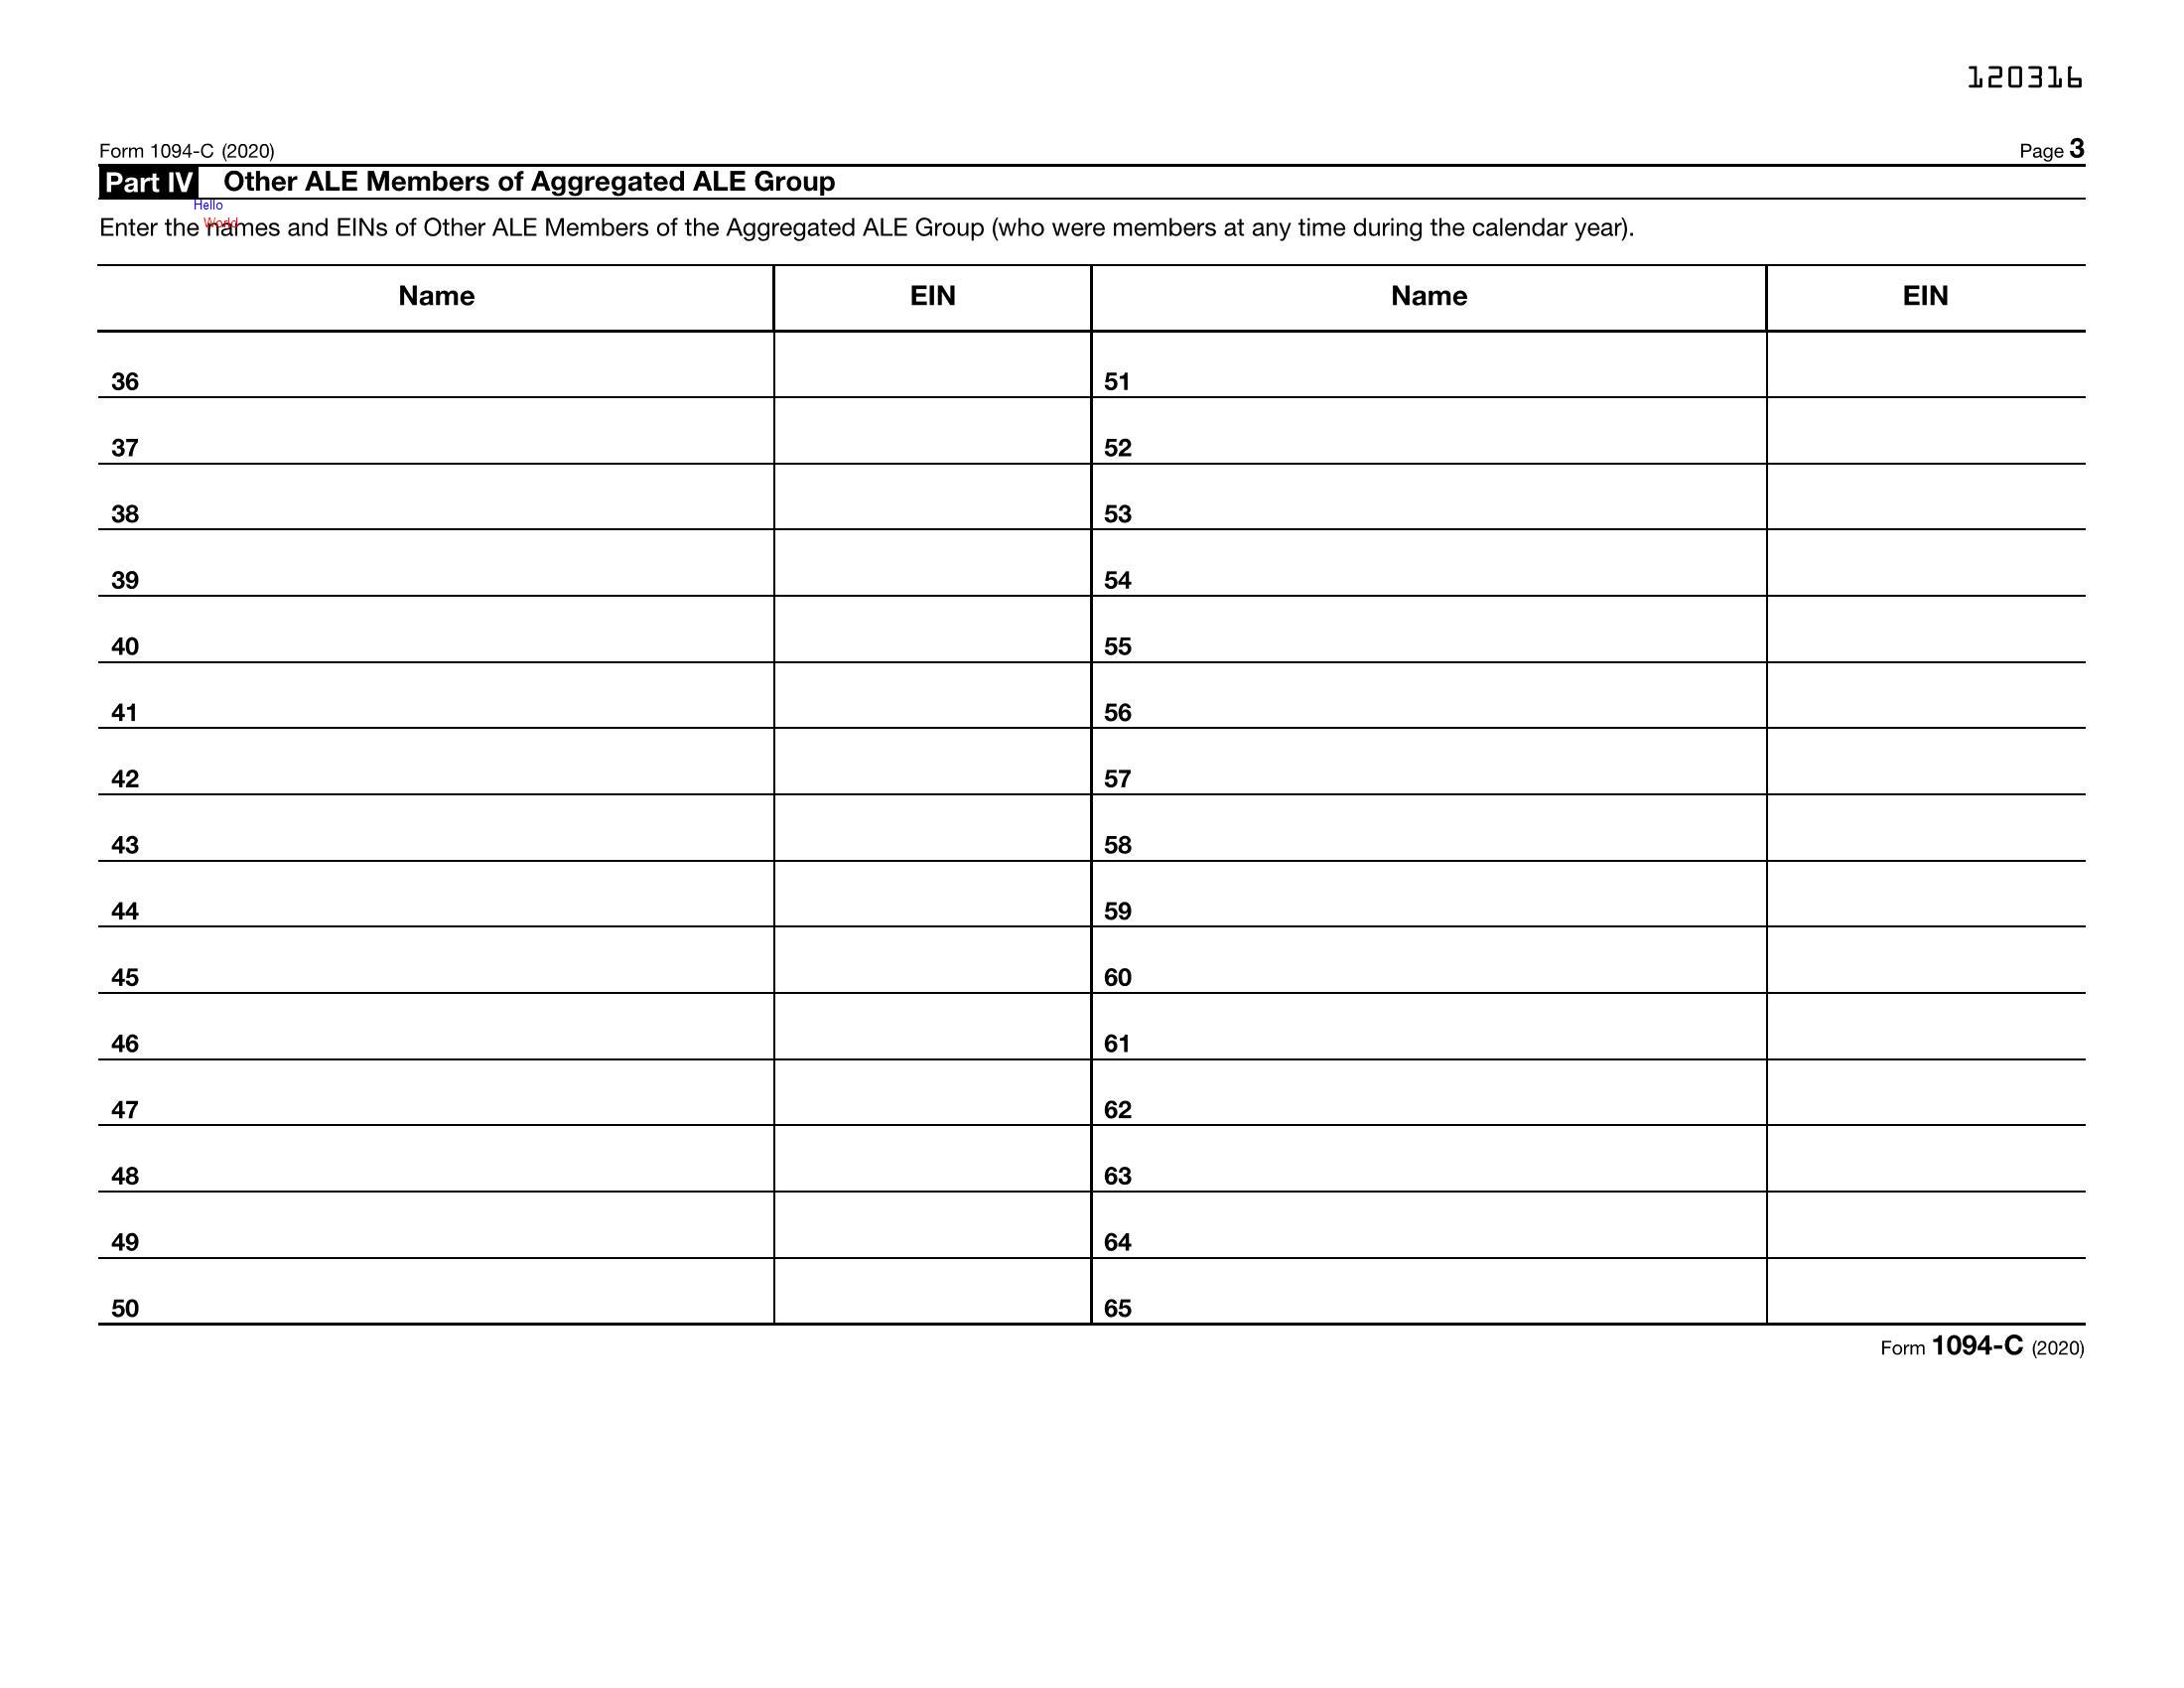 120316
Form 1094-C (2020) Page 3
Part IV Other ALE Members of Aggregated ALE Group
Hello
World
Enter the names and EINs of Other ALE Members of the Aggregated ALE Group (who were members at any time during the calendar year).
Name EIN Name EIN
36 51
37 52
38 53
39 54
40 55
41 56
42 57
43 58
44 59
45 60
46 61
47 62
48 63
49 64
50 65
Form 1094-C (2020)